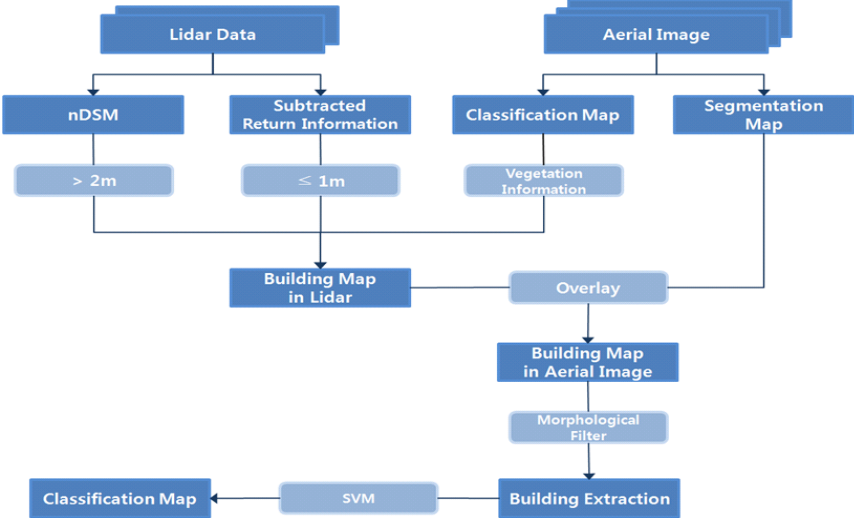 Lidar Data
Aerial Image
nDSM
Subtracted
Return Information
Classification Map
Segmentation
Map
> 2m
≤ 1m
Vegetation
Information
Building Map
in Lidar
Overlay
Building Map
in Aerial Image
Morphological
Filter
Classification Map
SVM
Building Extraction